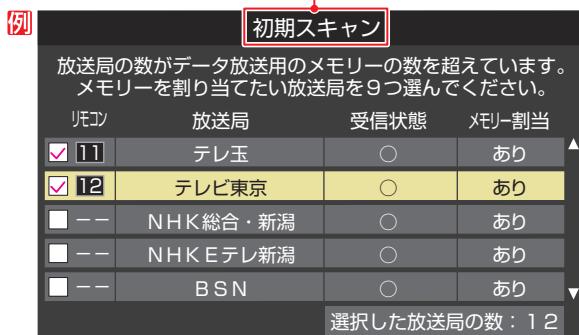 例
初期スキャン
放送局の数がデータ放送用のメモリーの数を超えています。
メモリーを割り当てたい放送局を9つ選んでください。
リモコン 放送局 受信状態 メモリー割当
11 テレ玉 ○ あり
12 テレビ東京 ○ あり
－－ NHK総合・新潟 ○ あり
－－ NHKEテレ新潟 ○ あり
－－ BSN ○ あり
選択した放送局の数：12